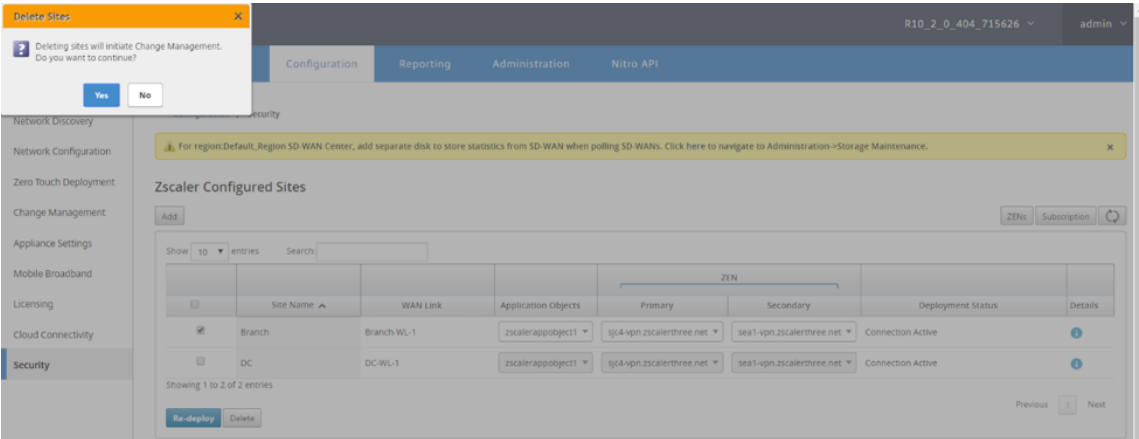 Delete Sites ×
Deleting sites will initiate Change Management.
Do you want to continue?
Yes No
R10_2_0_404_715626 admin
Configuration Reporting Administration Nitro API
Network Discovery
Network Configuration
Zero Touch Deployment
Change Management
Appliance Settings
Mobile Broadband
Licensing
Cloud Connectivity
Security
For region:Default_Region SD-WAN Center, add separate disk to store statistics from SD-WAN when polling SD-WANs. Click here to navigate to Administration->Storage Maintenance. ×
Zscaler Configured Sites
Add ZENs Subscription
Show 10 entries Search:
ZEN
Site Name WAN Link Application Objects Primary Secondary Deployment Status Details
Branch Branch-WL-1 zscalerappobject1 sjc4-vpn.zscalerthree.net sea1-vpn.zscalerthree.net Connection Active
DC DC-WL-1 zscalerappobject1 sjc4-vpn.zscalerthree.net sea1-vpn.zscalerthree.net Connection Active
Showing 1 to 2 of 2 entries
Previous 1 Next
Re-deploy Delete